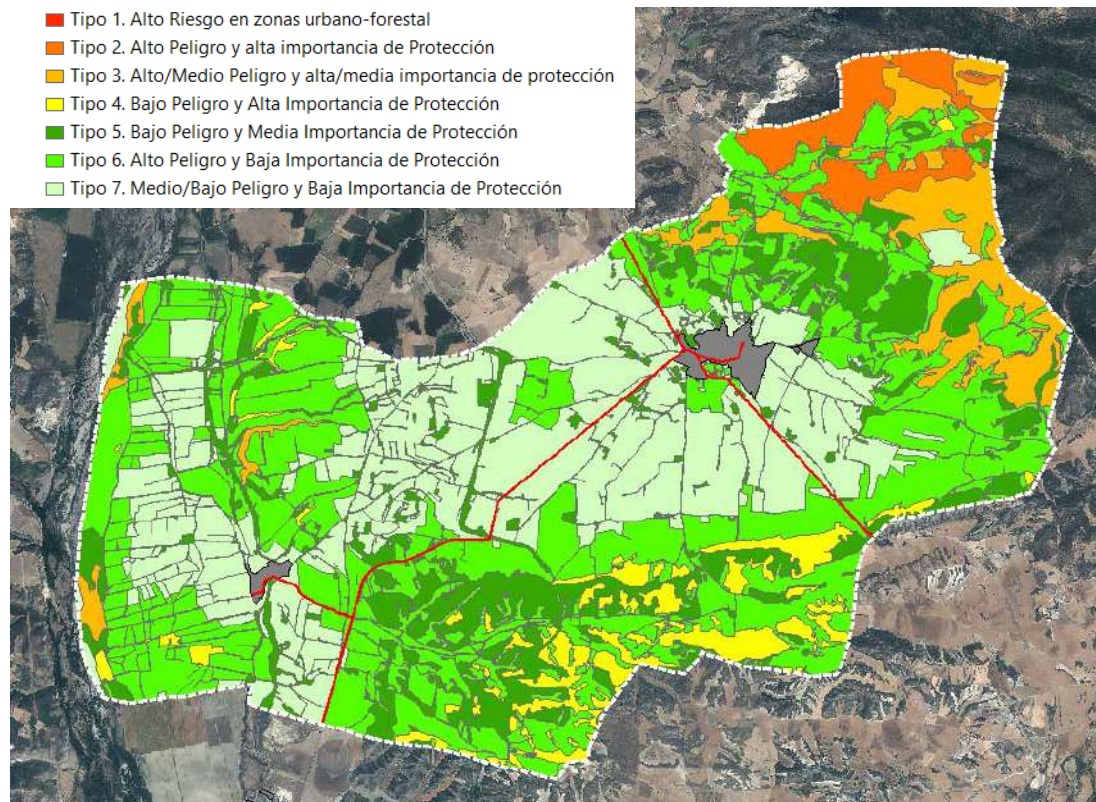 Tipo 1. Alto Riesgo en zonas urbano-forestal
Tipo 2. Alto Peligro y alta importancia de Protección
Tipo 3. Alto/Medio Peligro y alta/media importancia de protección
Tipo 4. Bajo Peligro y Alta Importancia de Protección
Tipo 5. Bajo Peligro y Media Importancia de Protección
Tipo 6. Alto Peligro y Baja Importancia de Protección
Tipo 7. Medio/Bajo Peligro y Baja Importancia de Protección